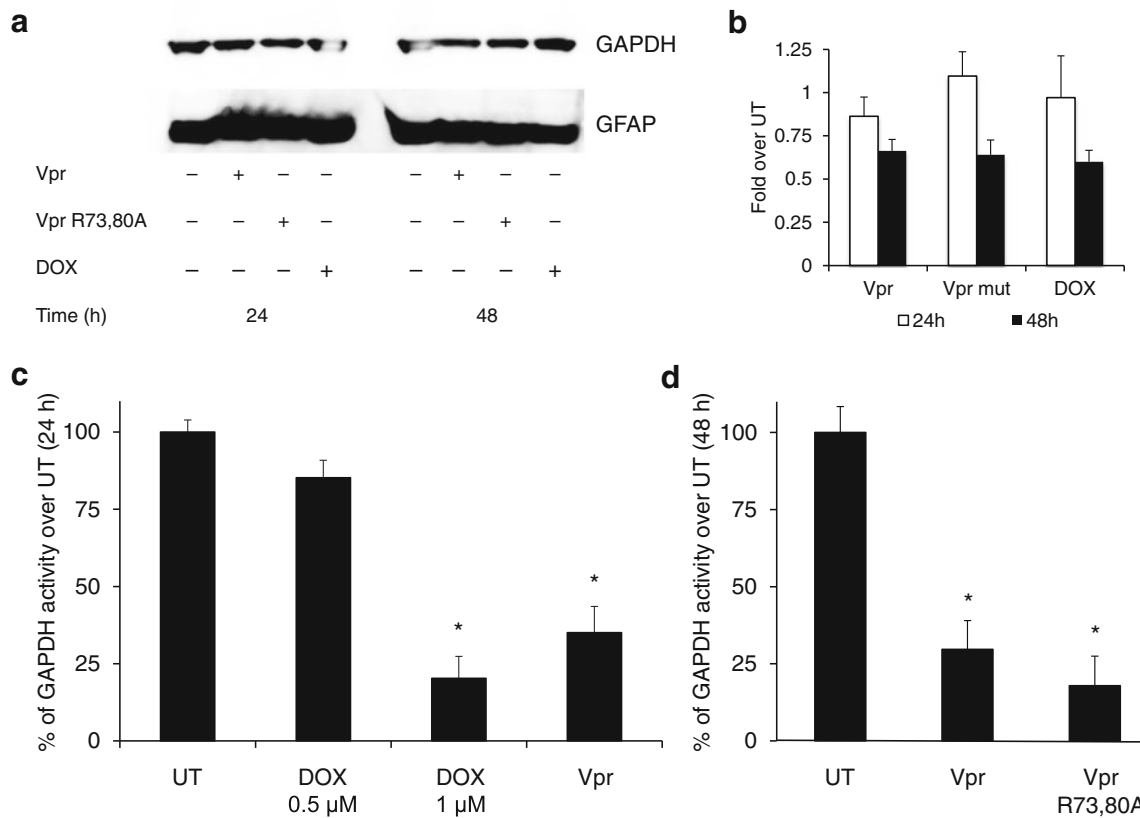 a
GAPDH
GFAP
Vpr − + − − − + − −
Vpr R73,80A − − + − − − + −
DOX − − − + − − − +
Time (h) 24 48
b
Fold over UT
1.25
1
0.75
0.5
0.25
0
Vpr Vpr mut DOX
24h 48h
c
% of GAPDH activity over UT (24 h)
100
75
50
25
0
* *
UT DOX 0.5 µM DOX 1 µM Vpr
d
% of GAPDH activity over UT (48 h)
100
75
50
25
0
* *
UT Vpr Vpr R73,80A